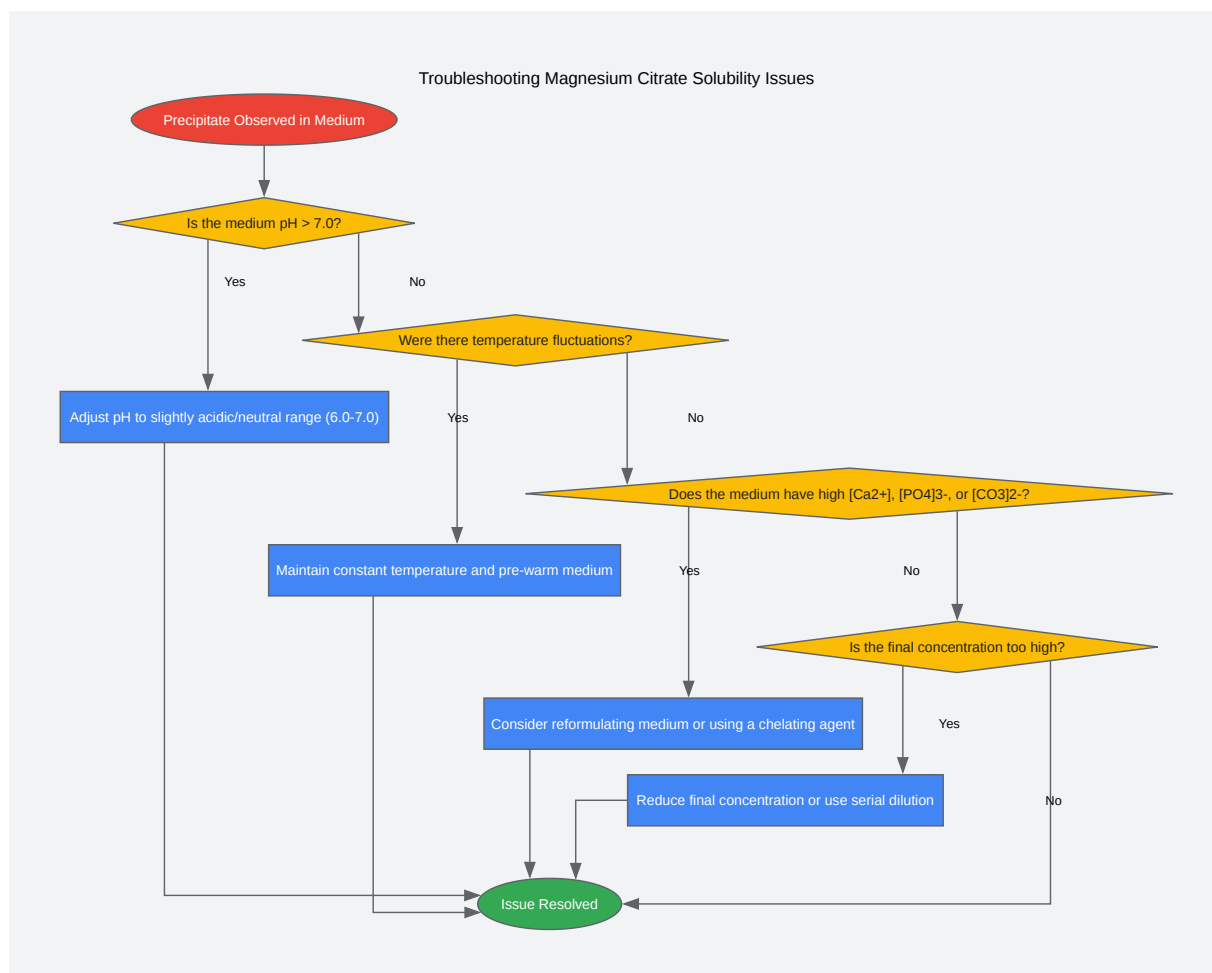 Troubleshooting Magnesium Citrate Solubility Issues
Precipitate Observed in Medium
Is the medium pH > 7.0?
Yes
No
Were there temperature fluctuations?
Adjust pH to slightly acidic/neutral range (6.0-7.0)
Yes
No
Does the medium have high [Ca2+], [PO4]3-, or [CO3]2-?
Maintain constant temperature and pre-warm medium
Yes
No
Is the final concentration too high?
Consider reformulating medium or using a chelating agent
Yes
Reduce final concentration or use serial dilution
No
Issue Resolved